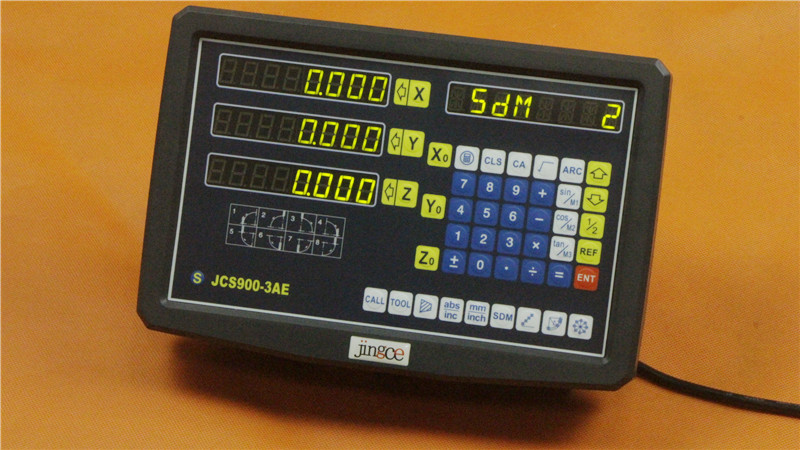 0.000 X
SdM 2
0.000 Y
0.000 Z
X0
Y0
Z0
CLS CA ARC
7 8 9 + sin/M1
4 5 6 − cos/M2 1/2
1 2 3 × tan/M3 REF
± 0 · ÷ = ENT
1 2 3 4
5 6 7 8
S JCS900-3AE
CALL TOOL abs/inc mm/inch SDM
jingce